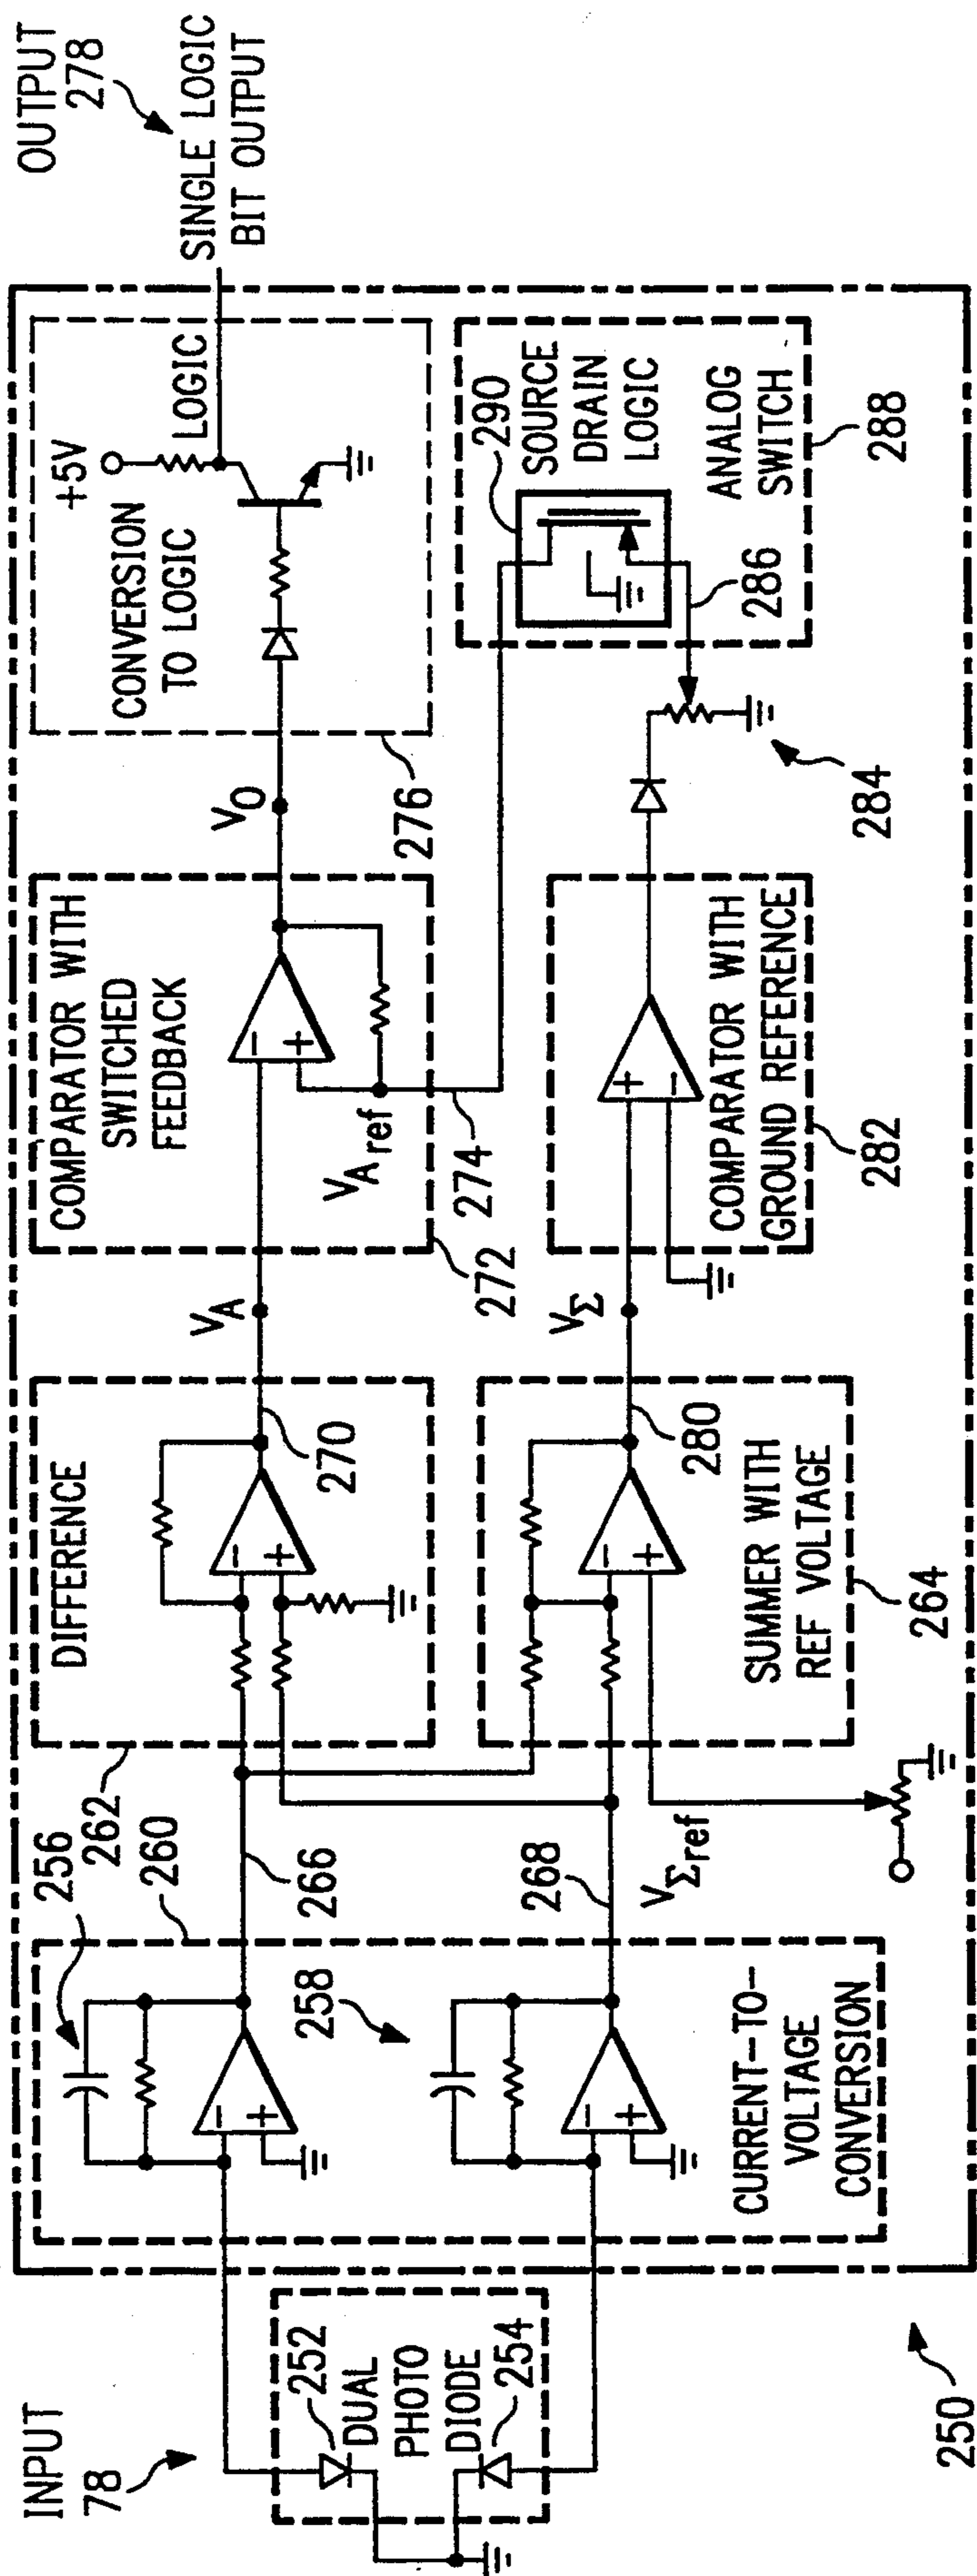 INPUT
78
252
DUAL
PHOTO
DIODE
254
250
256
262
260
258
CURRENT-TO-
VOLTAGE
CONVERSION
-
+
-
+
266
268
VΣref
DIFFERENCE
-
+
270
SUMMER WITH
REF VOLTAGE
-
+
280
264
VA
VΣ
COMPARATOR WITH
SWITCHED
FEEDBACK
-
+
VA ref
274
272
COMPARATOR WITH
GROUND REFERENCE
+
-
282
VO
276
CONVERSION
TO LOGIC
+5V
LOGIC
284
286
290
SOURCE
DRAIN
LOGIC
ANALOG
SWITCH
288
OUTPUT
278
SINGLE LOGIC
BIT OUTPUT